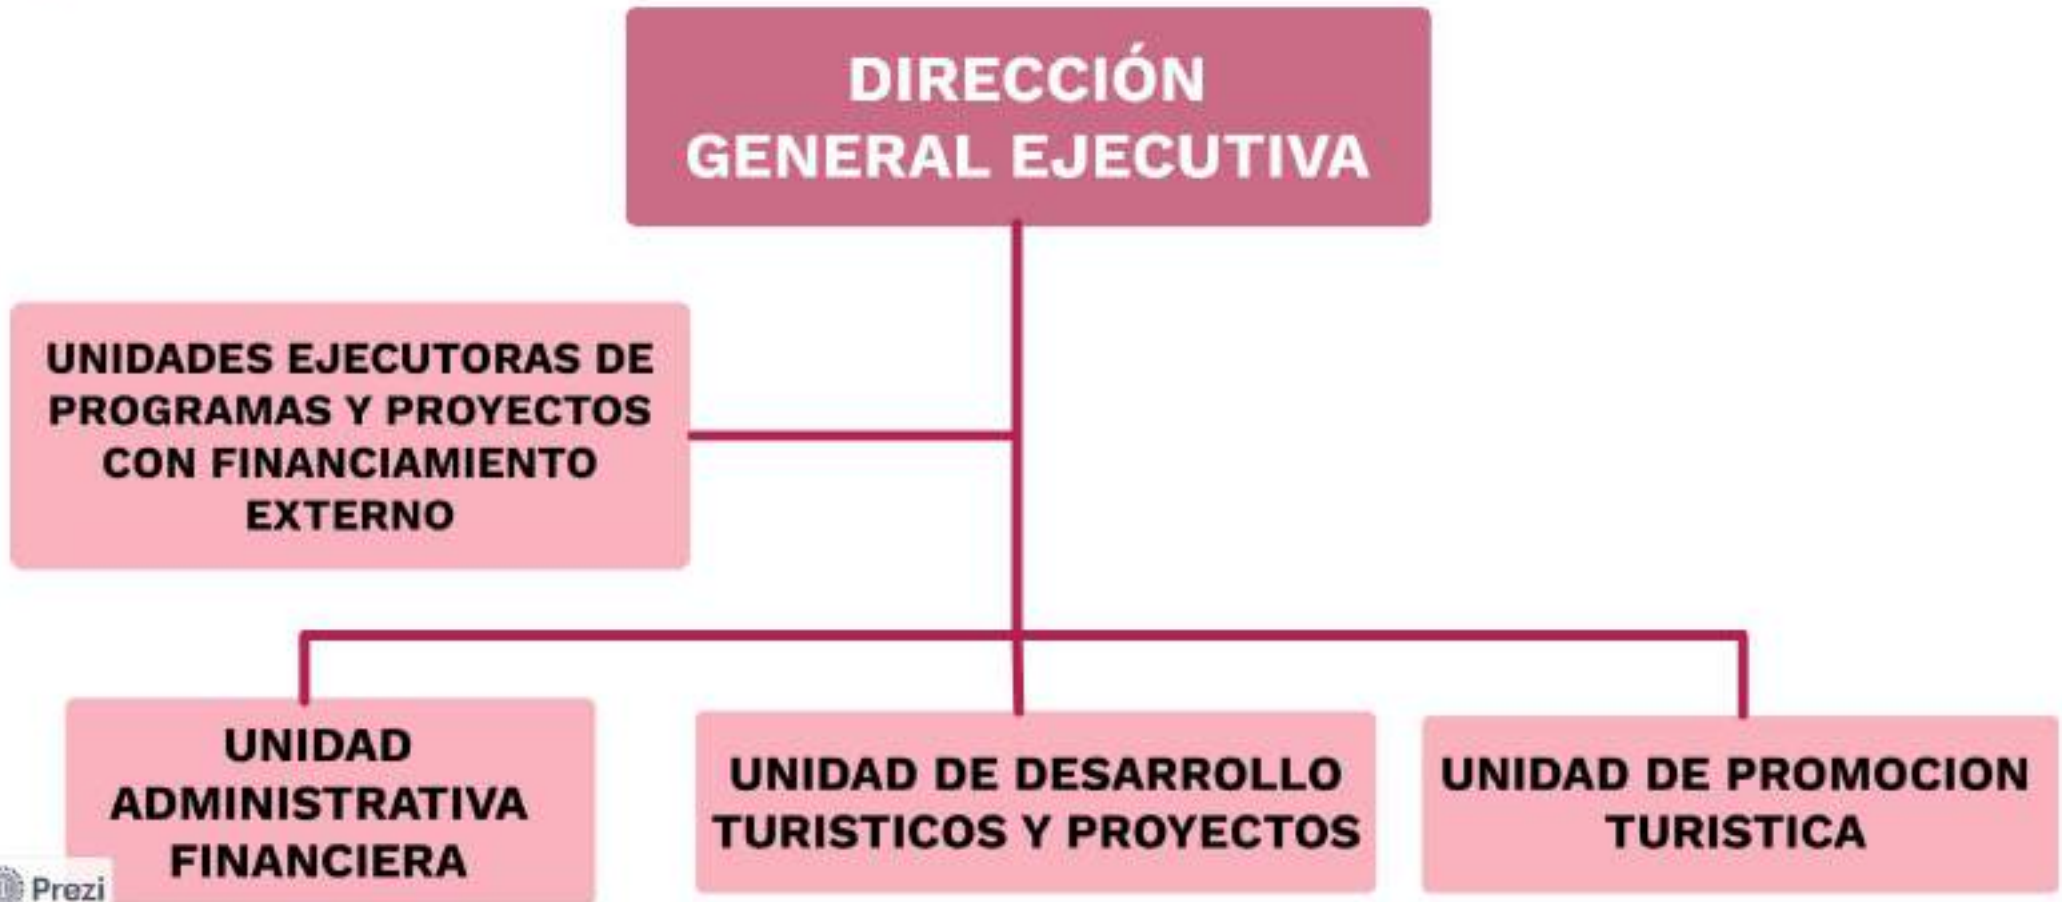 DIRECCIÓN
GENERAL EJECUTIVA
UNIDADES EJECUTORAS DE
PROGRAMAS Y PROYECTOS
CON FINANCIAMIENTO
EXTERNO
UNIDAD
ADMINISTRATIVA
FINANCIERA
UNIDAD DE DESARROLLO
TURISTICOS Y PROYECTOS
UNIDAD DE PROMOCION
TURISTICA
Prezi